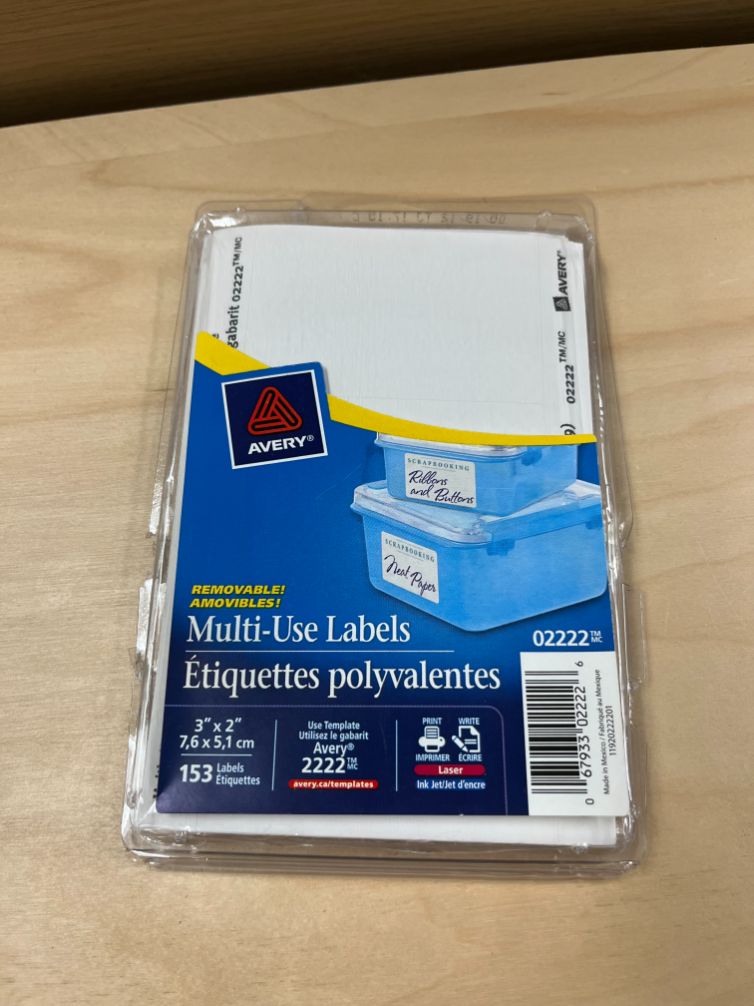 gabarit 02222™/MC
AVERY
02222™/MC
AVERY®
SCRAPBOOKING
Ribbons
and Buttons
SCRAPBOOKING
Neat Paper
REMOVABLE!
AMOVIBLES!
Multi-Use Labels
02222™
MC
Étiquettes polyvalentes
3" x 2"
7,6 x 5,1 cm
153 Labels
Étiquettes
Use Template
Utilisez le gabarit
Avery®
2222™
MC
avery.ca/templates
PRINT WRITE
IMPRIMER ÉCRIRE
Laser
Ink Jet/Jet d'encre
0 67933 02222 6
Made in Mexico / Fabriqué au Mexique
11920222201